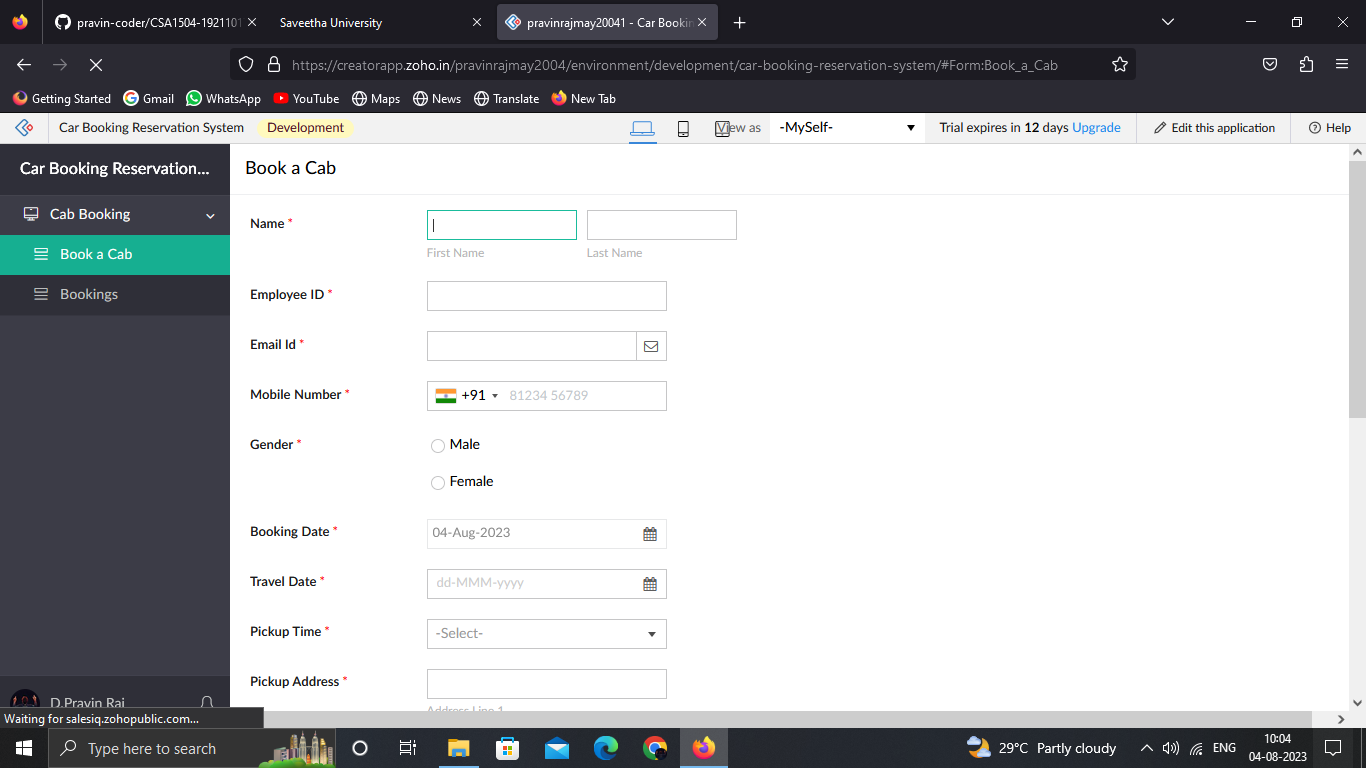 pravin-coder/CSA1504-1921101
Saveetha University
pravinrajmay20041 - Car Bookin
https://creatorapp.zoho.in/pravinrajmay2004/environment/development/car-booking-reservation-system/#Form:Book_a_Cab
Getting Started Gmail WhatsApp YouTube Maps News Translate New Tab
Car Booking Reservation System Development View as -MySelf- Trial expires in 12 days Upgrade Edit this application Help
Car Booking Reservation...
Book a Cab
Cab Booking
Book a Cab
Bookings
Name *
First Name Last Name
Employee ID *
Email Id *
Mobile Number * +91 81234 56789
Gender * Male
Female
Booking Date * 04-Aug-2023
Travel Date * dd-MMM-yyyy
Pickup Time * -Select-
Pickup Address *
Address Line 1
D.Pravin Raj
Waiting for salesiq.zohopublic.com...
Type here to search
29°C Partly cloudy
ENG
10:04
04-08-2023